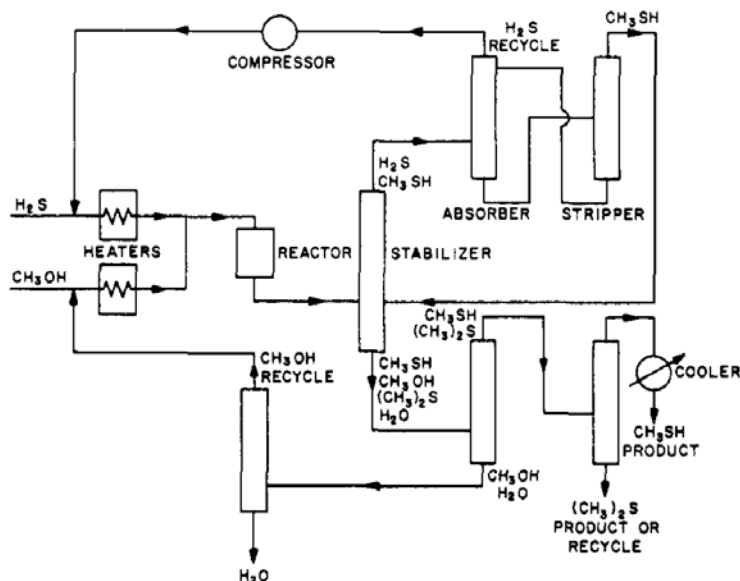 CH₃SH
H₂S
RECYCLE
COMPRESSOR
H₂S
CH₃SH
ABSORBER
STRIPPER
H₂S
HEATERS
REACTOR
STABILIZER
CH₃OH
CH₃SH
(CH₃)₂S
CH₃OH
RECYCLE
CH₃SH
CH₃OH
(CH₃)₂S
H₂O
COOLER
CH₃SH
PRODUCT
CH₃OH
H₂O
(CH₃)₂S
PRODUCT OR
RECYCLE
H₂O